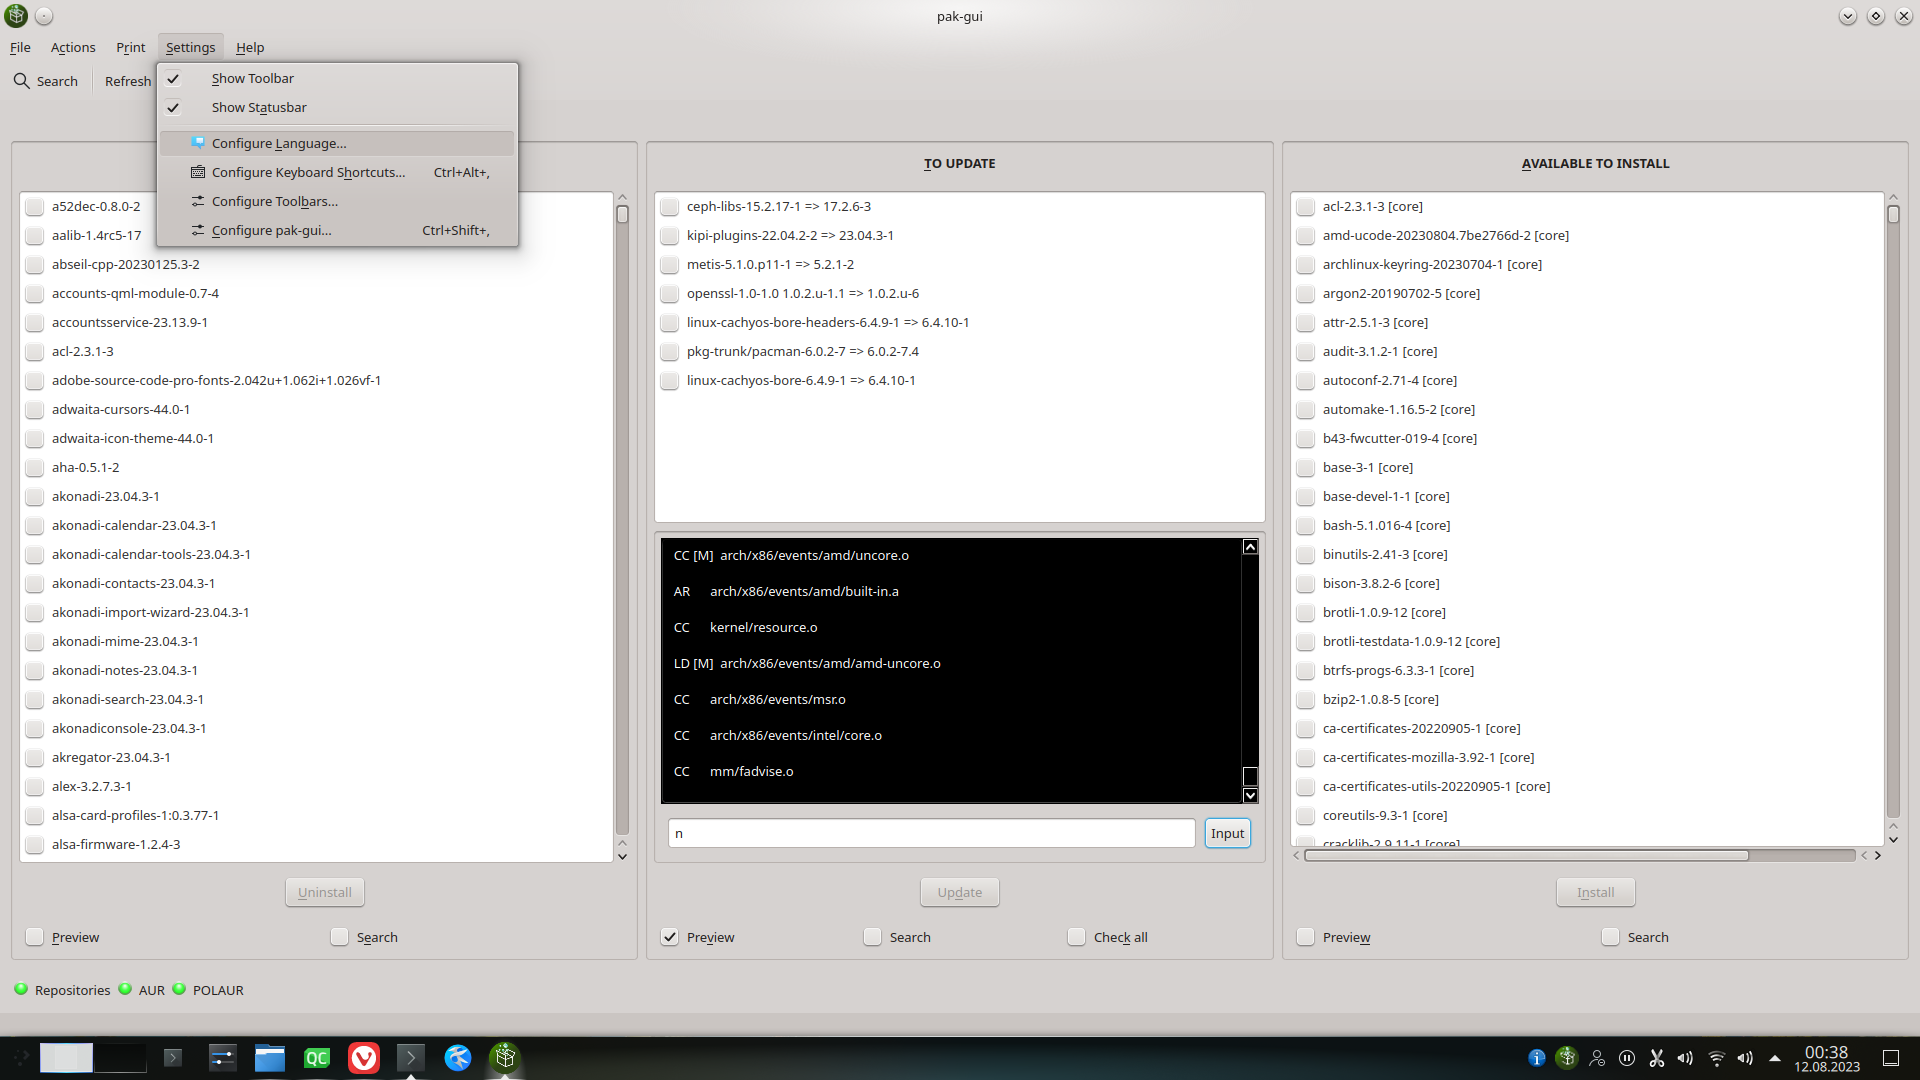 pak-gui
File
Actions
Print
Settings
Help
Search
Refresh
Show Toolbar
Show Statusbar
Configure Language...
Configure Keyboard Shortcuts... Ctrl+Alt+,
Configure Toolbars...
Configure pak-gui... Ctrl+Shift+,
a52dec-0.8.0-2
aalib-1.4rc5-17
abseil-cpp-20230125.3-2
accounts-qml-module-0.7-4
accountsservice-23.13.9-1
acl-2.3.1-3
adobe-source-code-pro-fonts-2.042u+1.062i+1.026vf-1
adwaita-cursors-44.0-1
adwaita-icon-theme-44.0-1
aha-0.5.1-2
akonadi-23.04.3-1
akonadi-calendar-23.04.3-1
akonadi-calendar-tools-23.04.3-1
akonadi-contacts-23.04.3-1
akonadi-import-wizard-23.04.3-1
akonadi-mime-23.04.3-1
akonadi-notes-23.04.3-1
akonadi-search-23.04.3-1
akonadiconsole-23.04.3-1
akregator-23.04.3-1
alex-3.2.7.3-1
alsa-card-profiles-1:0.3.77-1
alsa-firmware-1.2.4-3
Uninstall
Preview
Search
TO UPDATE
ceph-libs-15.2.17-1 => 17.2.6-3
kipi-plugins-22.04.2-2 => 23.04.3-1
metis-5.1.0.p11-1 => 5.2.1-2
openssl-1.0-1.0 1.0.2.u-1.1 => 1.0.2.u-6
linux-cachyos-bore-headers-6.4.9-1 => 6.4.10-1
pkg-trunk/pacman-6.0.2-7 => 6.0.2-7.4
linux-cachyos-bore-6.4.9-1 => 6.4.10-1
CC [M] arch/x86/events/amd/uncore.o
AR arch/x86/events/amd/built-in.a
CC kernel/resource.o
LD [M] arch/x86/events/amd/amd-uncore.o
CC arch/x86/events/msr.o
CC arch/x86/events/intel/core.o
CC mm/fadvise.o
n
Input
Update
Preview
Search
Check all
AVAILABLE TO INSTALL
acl-2.3.1-3 [core]
amd-ucode-20230804.7be2766d-2 [core]
archlinux-keyring-20230704-1 [core]
argon2-20190702-5 [core]
attr-2.5.1-3 [core]
audit-3.1.2-1 [core]
autoconf-2.71-4 [core]
automake-1.16.5-2 [core]
b43-fwcutter-019-4 [core]
base-3-1 [core]
base-devel-1-1 [core]
bash-5.1.016-4 [core]
binutils-2.41-3 [core]
bison-3.8.2-6 [core]
brotli-1.0.9-12 [core]
brotli-testdata-1.0.9-12 [core]
btrfs-progs-6.3.3-1 [core]
bzip2-1.0.8-5 [core]
ca-certificates-20220905-1 [core]
ca-certificates-mozilla-3.92-1 [core]
ca-certificates-utils-20220905-1 [core]
coreutils-9.3-1 [core]
cracklib-2.9.11-1 [core]
Install
Preview
Search
Repositories
AUR
POLAUR
QC
00:38
12.08.2023